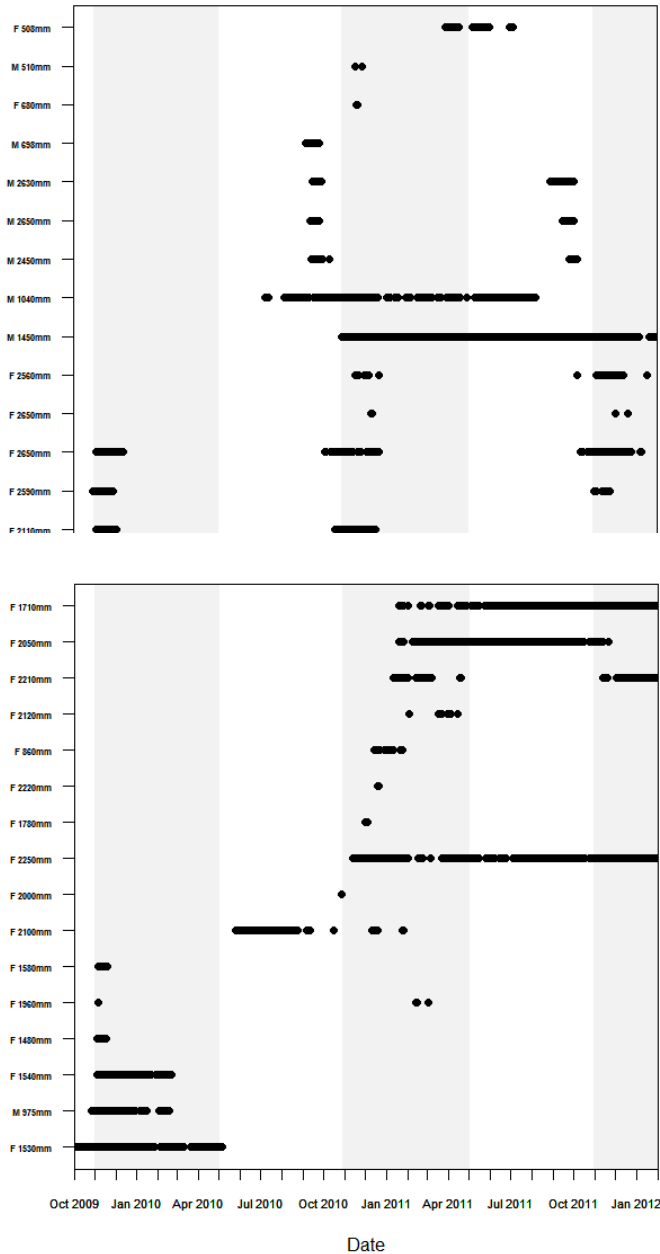 F 508mm
M 510mm
F 680mm
M 698mm
M 2630mm
M 2650mm
M 2450mm
M 1040mm
M 1450mm
F 2560mm
F 2650mm
F 2650mm
F 2590mm
F 2110mm
F 1710mm
F 2050mm
F 2210mm
F 2120mm
F 860mm
F 2220mm
F 1780mm
F 2250mm
F 2000mm
F 2100mm
F 1580mm
F 1960mm
F 1480mm
F 1540mm
M 975mm
F 1530mm
Oct 2009 Jan 2010 Apr 2010 Jul 2010 Oct 2010 Jan 2011 Apr 2011 Jul 2011 Oct 2011 Jan 2012
Date